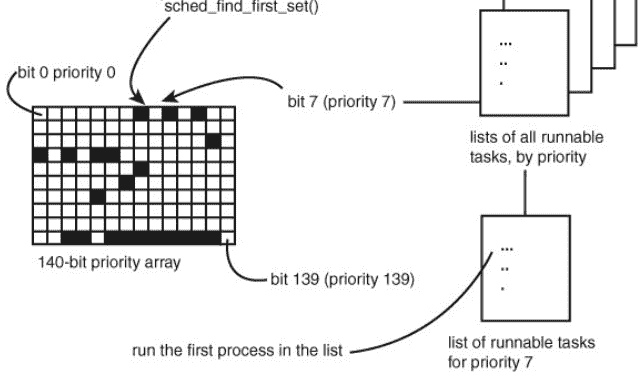 sched_find_first_set()
bit 0 priority 0
bit 7 (priority 7)
...
..
.
lists of all runnable
tasks, by priority
140-bit priority array
bit 139 (priority 139)
...
..
.
run the first process in the list
list of runnable tasks
for priority 7